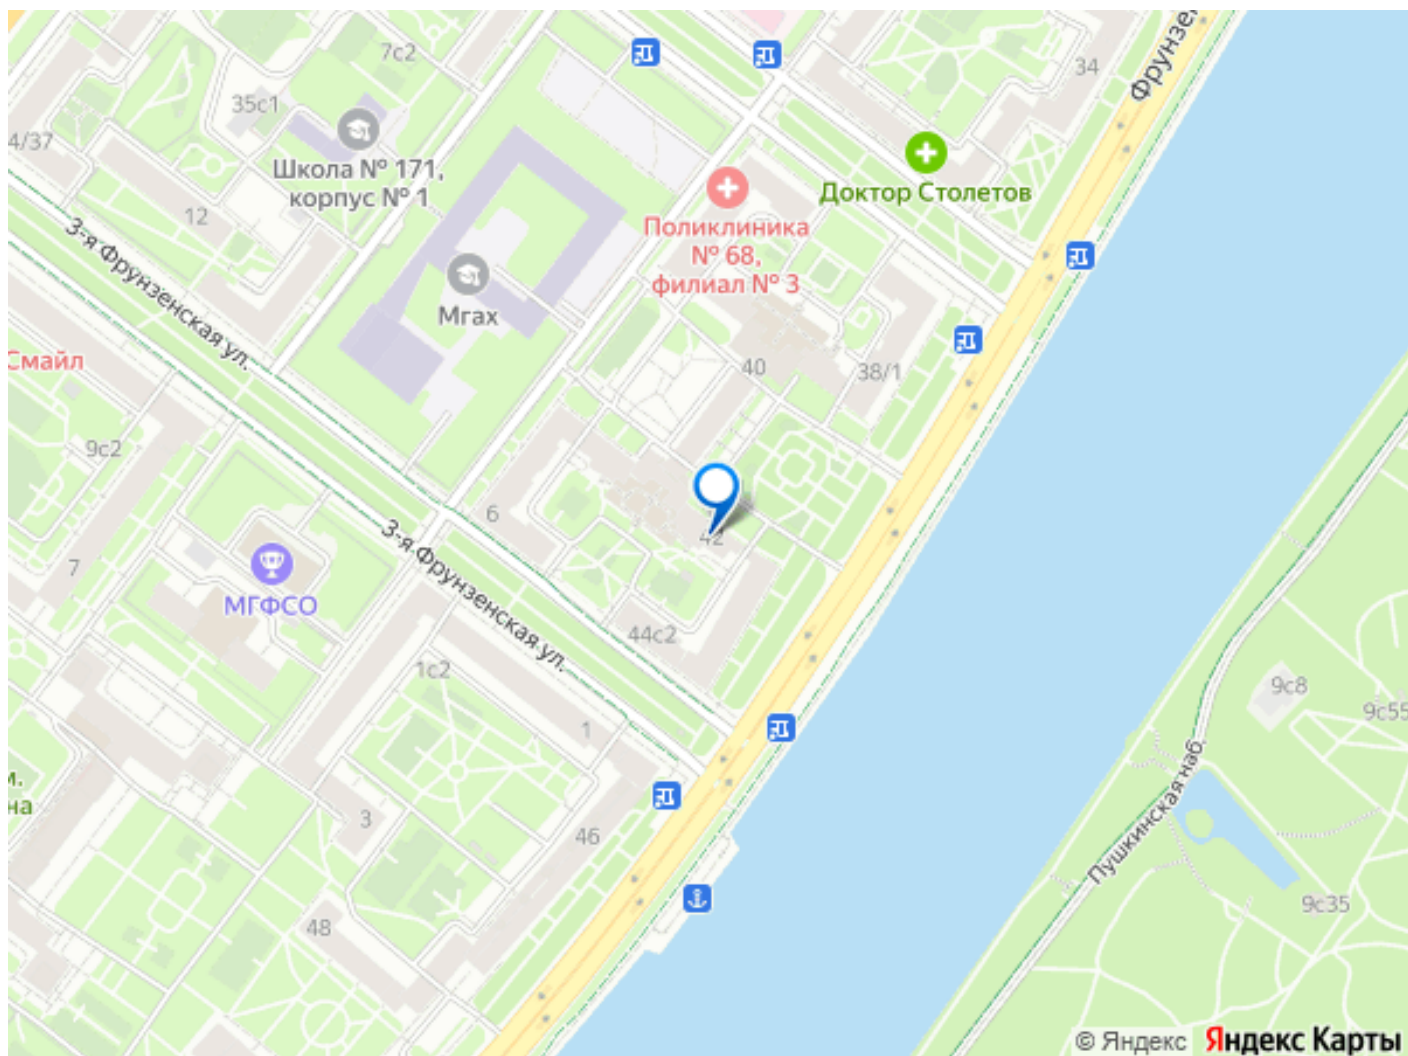 7с2
34
Фрунзе
35с1
4/37
Школа № 171,
корпус № 1
Доктор Столетов
12
Поликлиника
№ 68,
филиал № 3
3-я Фрунзенская ул.
Мгах
Смайл
40
38/1
9с2
6
42
3-я Фрунзенская ул.
7
МГФСО
44с2
1с2
9с8
9с55
1
м.
на
3
46
Пушкинская наб.
48
9с35
© Яндекс Яндекс Карты